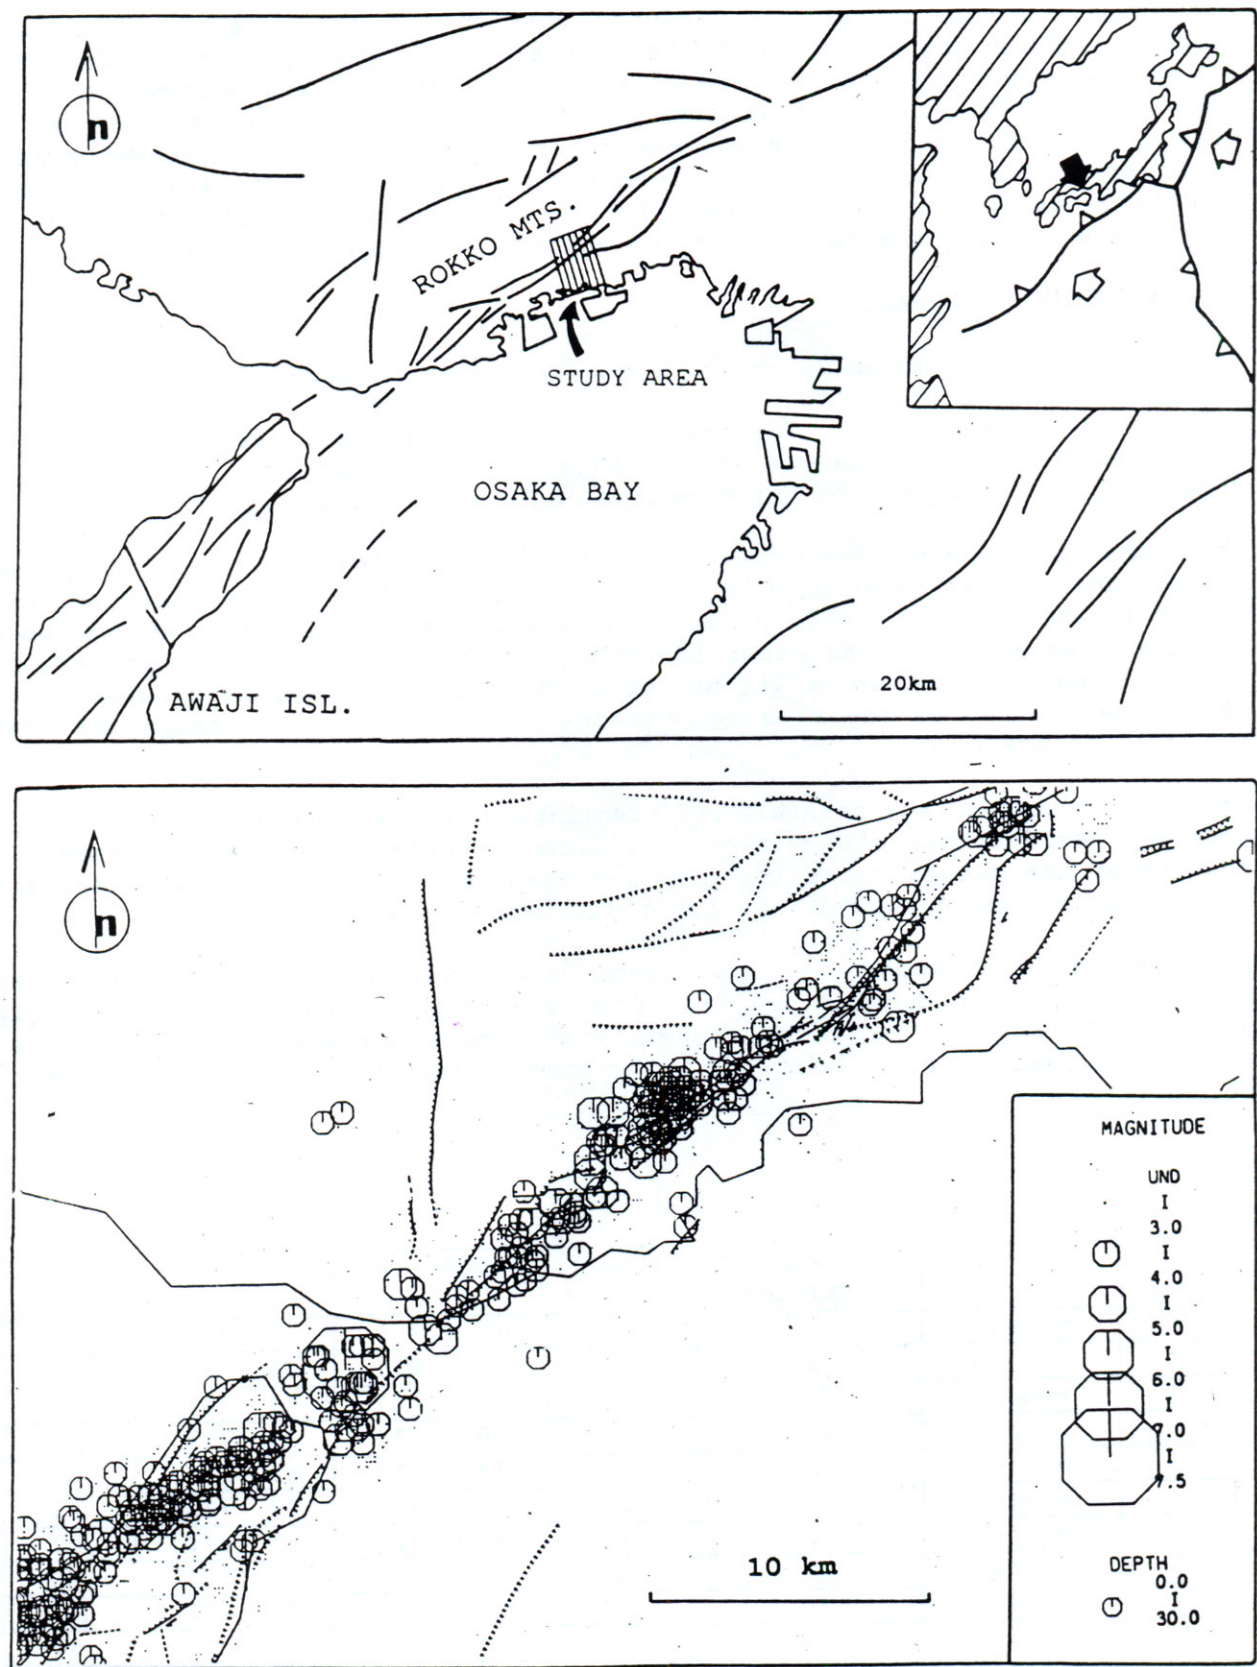 n
ROKKO MTS.
STUDY AREA
OSAKA BAY
AWAJI ISL.
20km
n
MAGNITUDE
UND
I
3.0
I
4.0
I
5.0
I
6.0
I
7.0
I
7.5
10 km
DEPTH
0.0
I
30.0